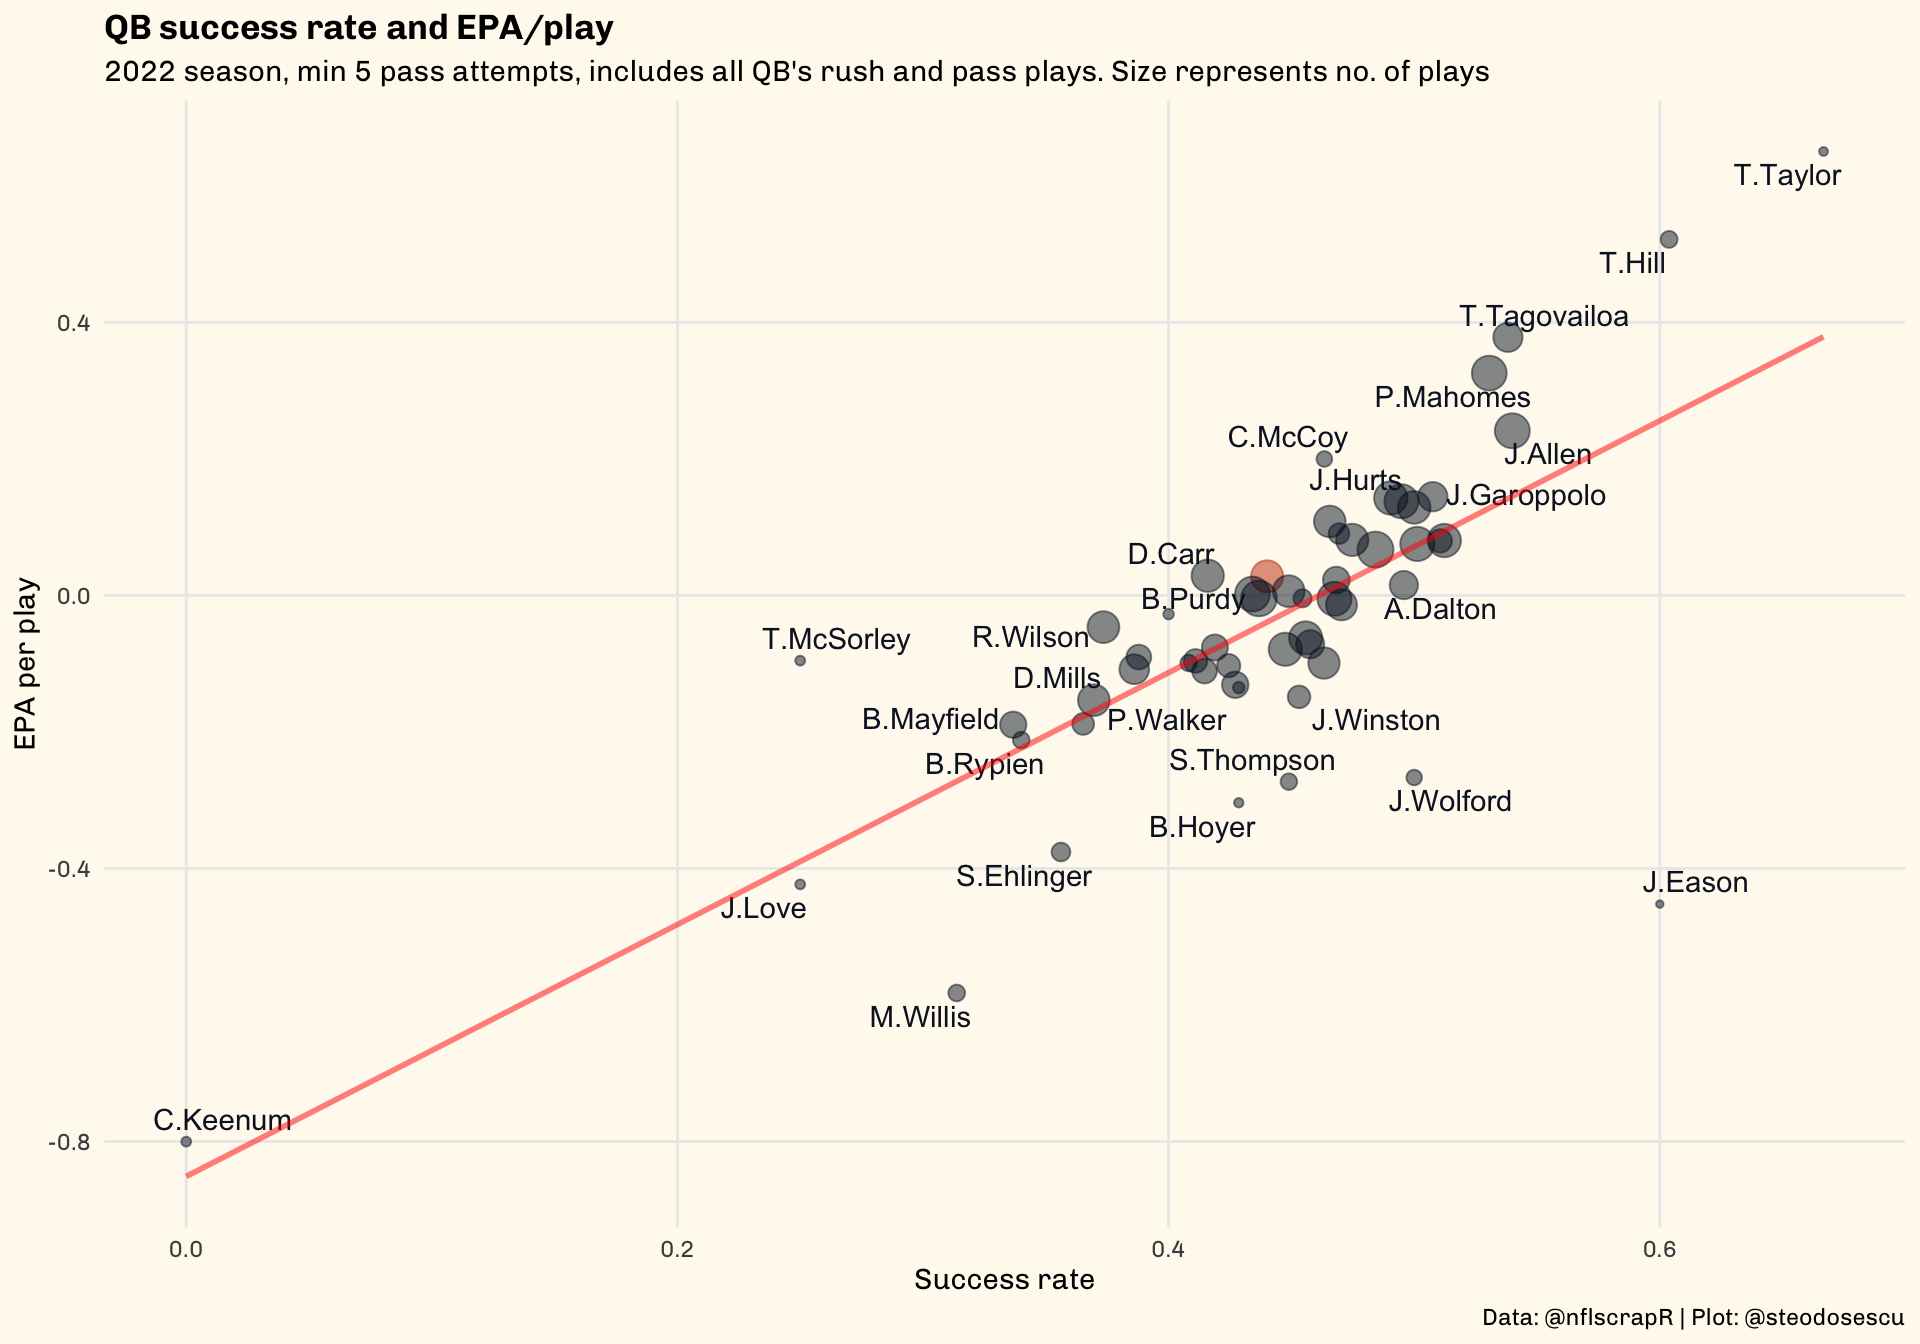 QB success rate and EPA/play
2022 season, min 5 pass attempts, includes all QB's rush and pass plays. Size represents no. of plays
T.Taylor
T.Hill
0.4
T.Tagovailoa
P.Mahomes
C.McCoy
J.Allen
J.Hurts
J.Garoppolo
D.Carr
0.0
B.Purdy
A.Dalton
T.McSorley
R.Wilson
D.Mills
B.Mayfield
P.Walker
J.Winston
B.Rypien
S.Thompson
J.Wolford
B.Hoyer
-0.4
S.Ehlinger
J.Eason
J.Love
M.Willis
C.Keenum
-0.8
EPA per play
0.0
0.2
0.4
0.6
Success rate
Data: @nflscrapR | Plot: @steodosescu